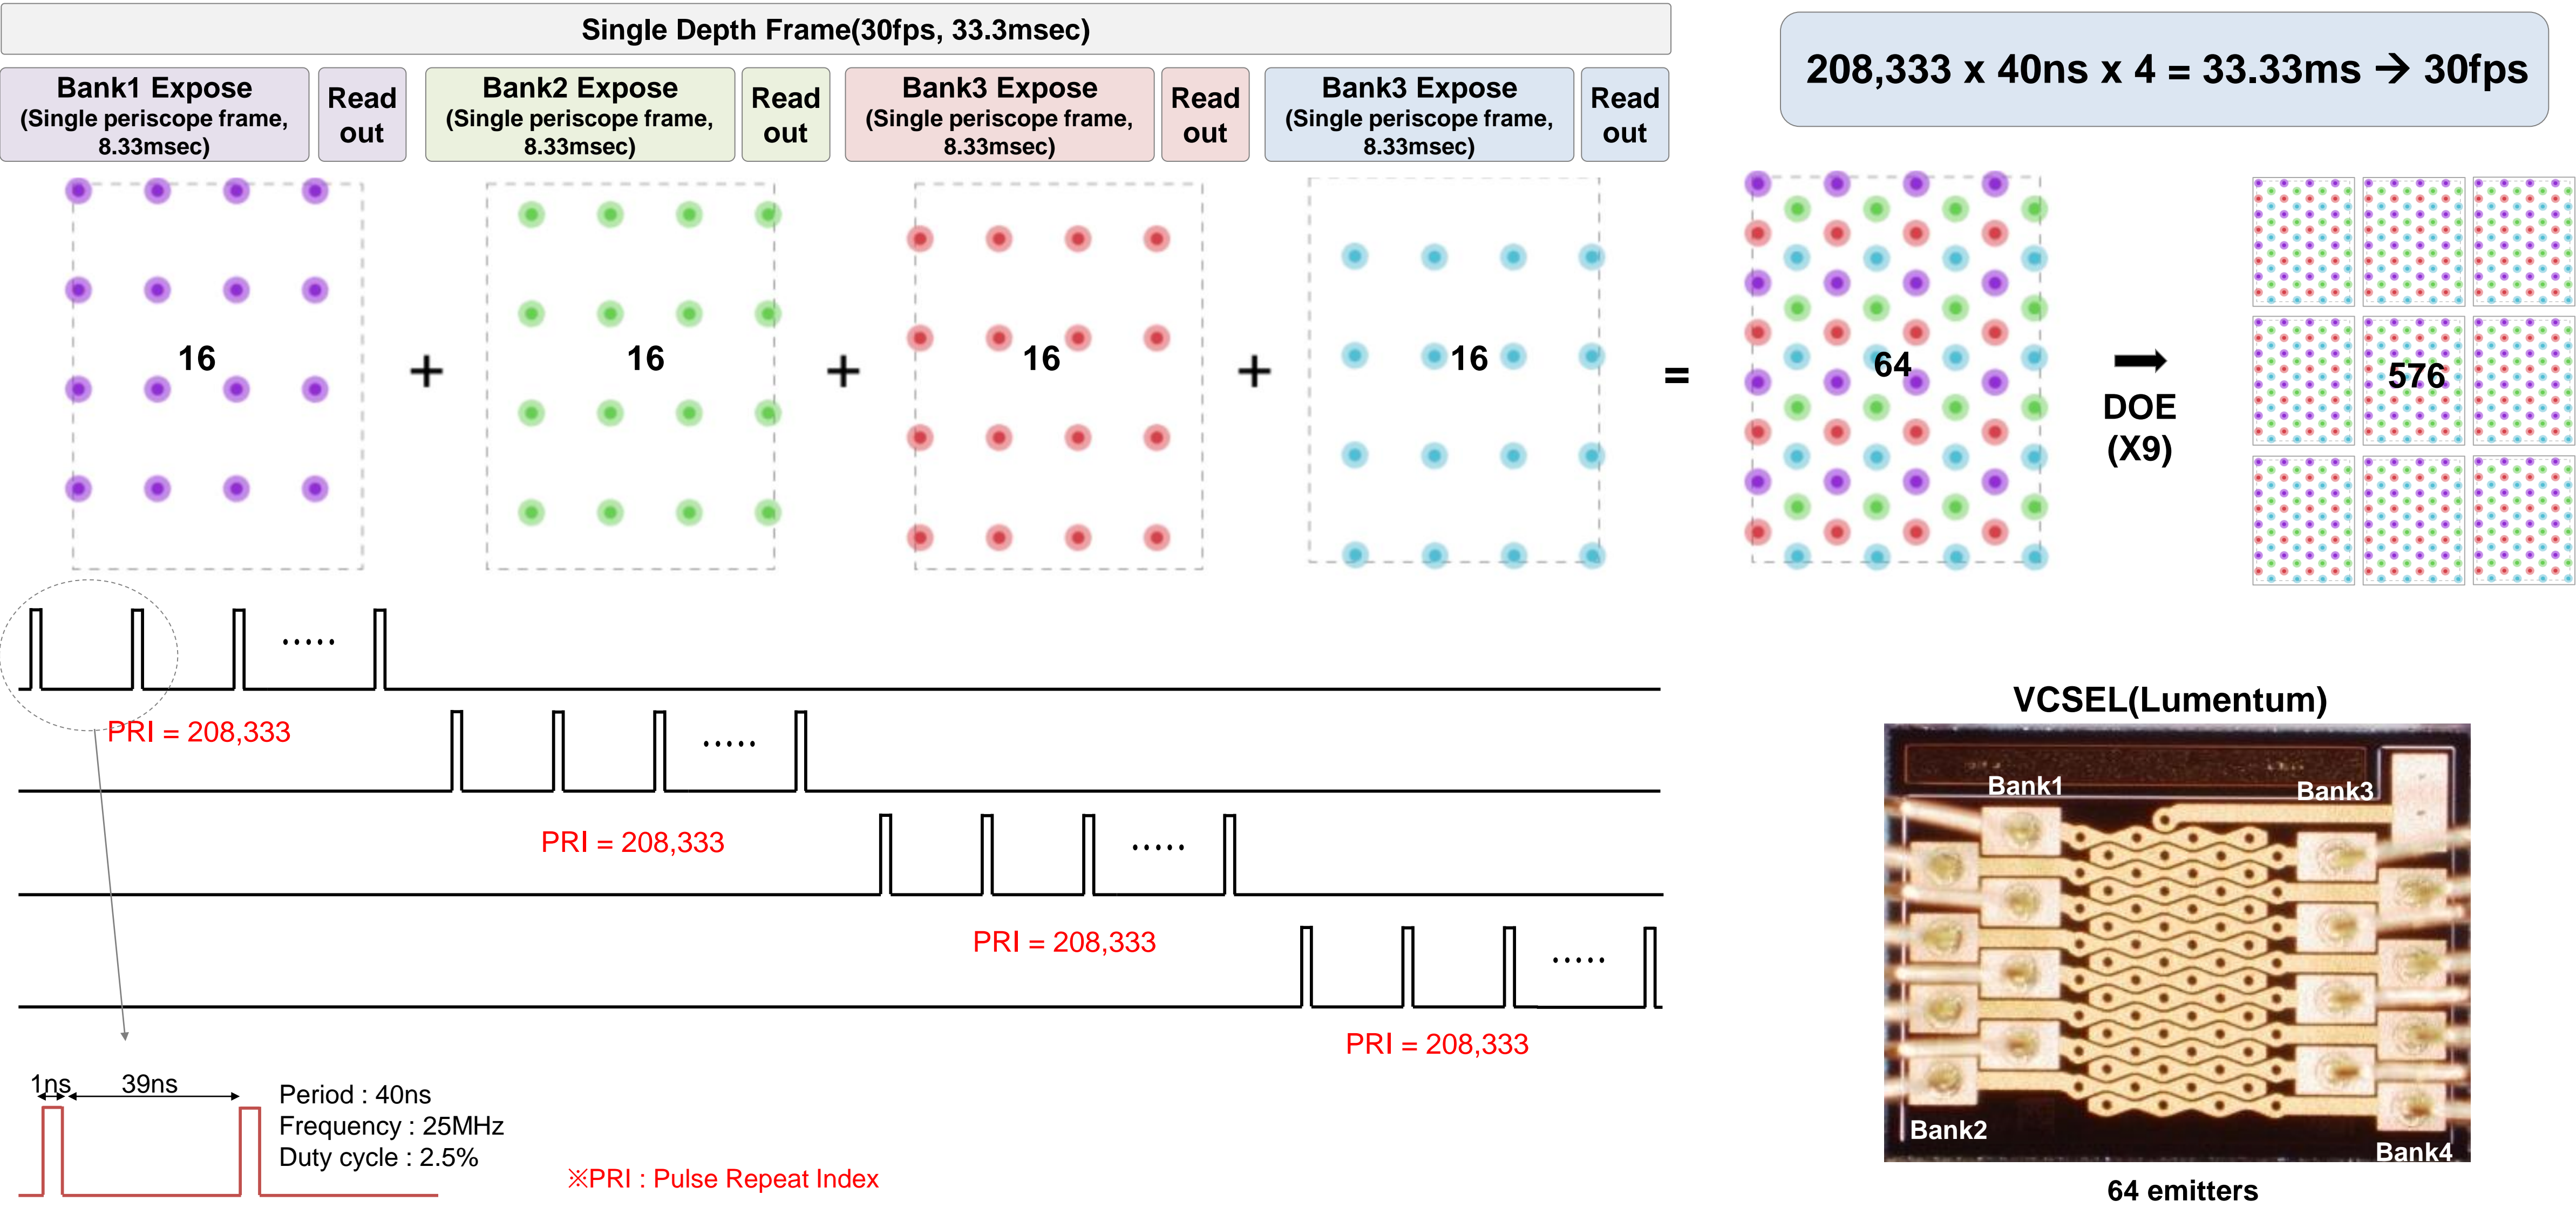 Single Depth Frame(30fps, 33.3msec)
208,333 x 40ns x 4 = 33.33ms → 30fps
Bank1 Expose
(Single periscope frame,
8.33msec)
Read
out
Bank2 Expose
(Single periscope frame,
8.33msec)
Read
out
Bank3 Expose
(Single periscope frame,
8.33msec)
Read
out
Bank3 Expose
(Single periscope frame,
8.33msec)
Read
out
16
+
16
+
16
+
16
=
64
DOE
(X9)
576
.....
PRI = 208,333
.....
PRI = 208,333
.....
PRI = 208,333
.....
PRI = 208,333
1ns
39ns
Period : 40ns
Frequency : 25MHz
Duty cycle : 2.5%
※PRI : Pulse Repeat Index
VCSEL(Lumentum)
Bank1
Bank3
Bank2
Bank4
64 emitters